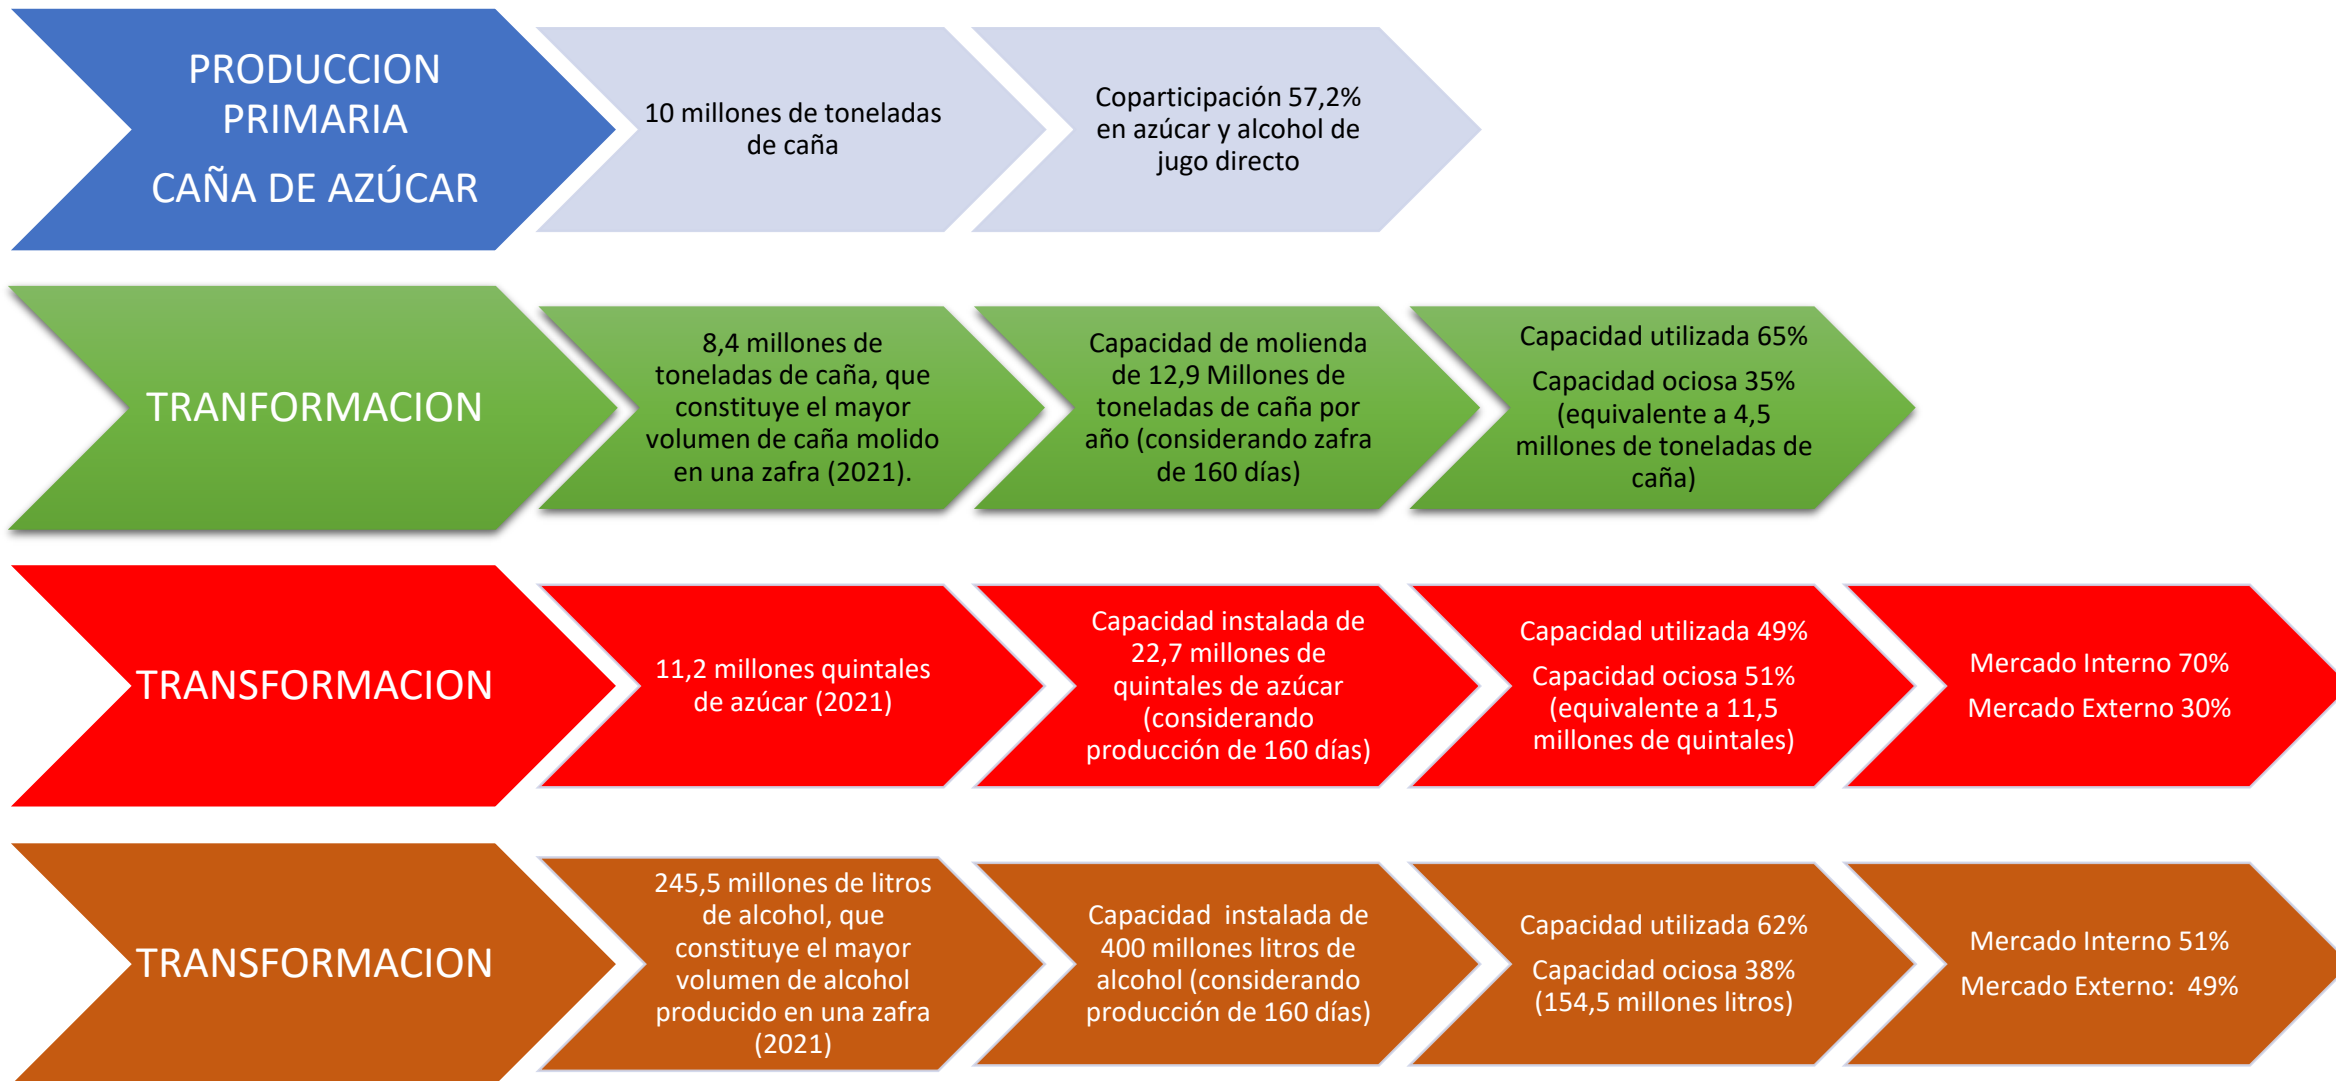 PRODUCCION
PRIMARIA
CAÑA DE AZÚCAR
10 millones de toneladas
de caña
Coparticipación 57,2%
en azúcar y alcohol de
jugo directo
TRANFORMACION
8,4 millones de
toneladas de caña, que
constituye el mayor
volumen de caña molido
en una zafra (2021).
Capacidad de molienda
de 12,9 Millones de
toneladas de caña por
año (considerando zafra
de 160 días)
Capacidad utilizada 65%
Capacidad ociosa 35%
(equivalente a 4,5
millones de toneladas de
caña)
TRANSFORMACION
11,2 millones quintales
de azúcar (2021)
Capacidad instalada de
22,7 millones de
quintales de azúcar
(considerando
producción de 160 días)
Capacidad utilizada 49%
Capacidad ociosa 51%
(equivalente a 11,5
millones de quintales)
Mercado Interno 70%
Mercado Externo 30%
TRANSFORMACION
245,5 millones de litros
de alcohol, que
constituye el mayor
volumen de alcohol
producido en una zafra
(2021)
Capacidad  instalada de
400 millones litros de
alcohol (considerando
producción de 160 días)
Capacidad utilizada 62%
Capacidad ociosa 38%
(154,5 millones litros)
Mercado Interno 51%
Mercado Externo:  49%